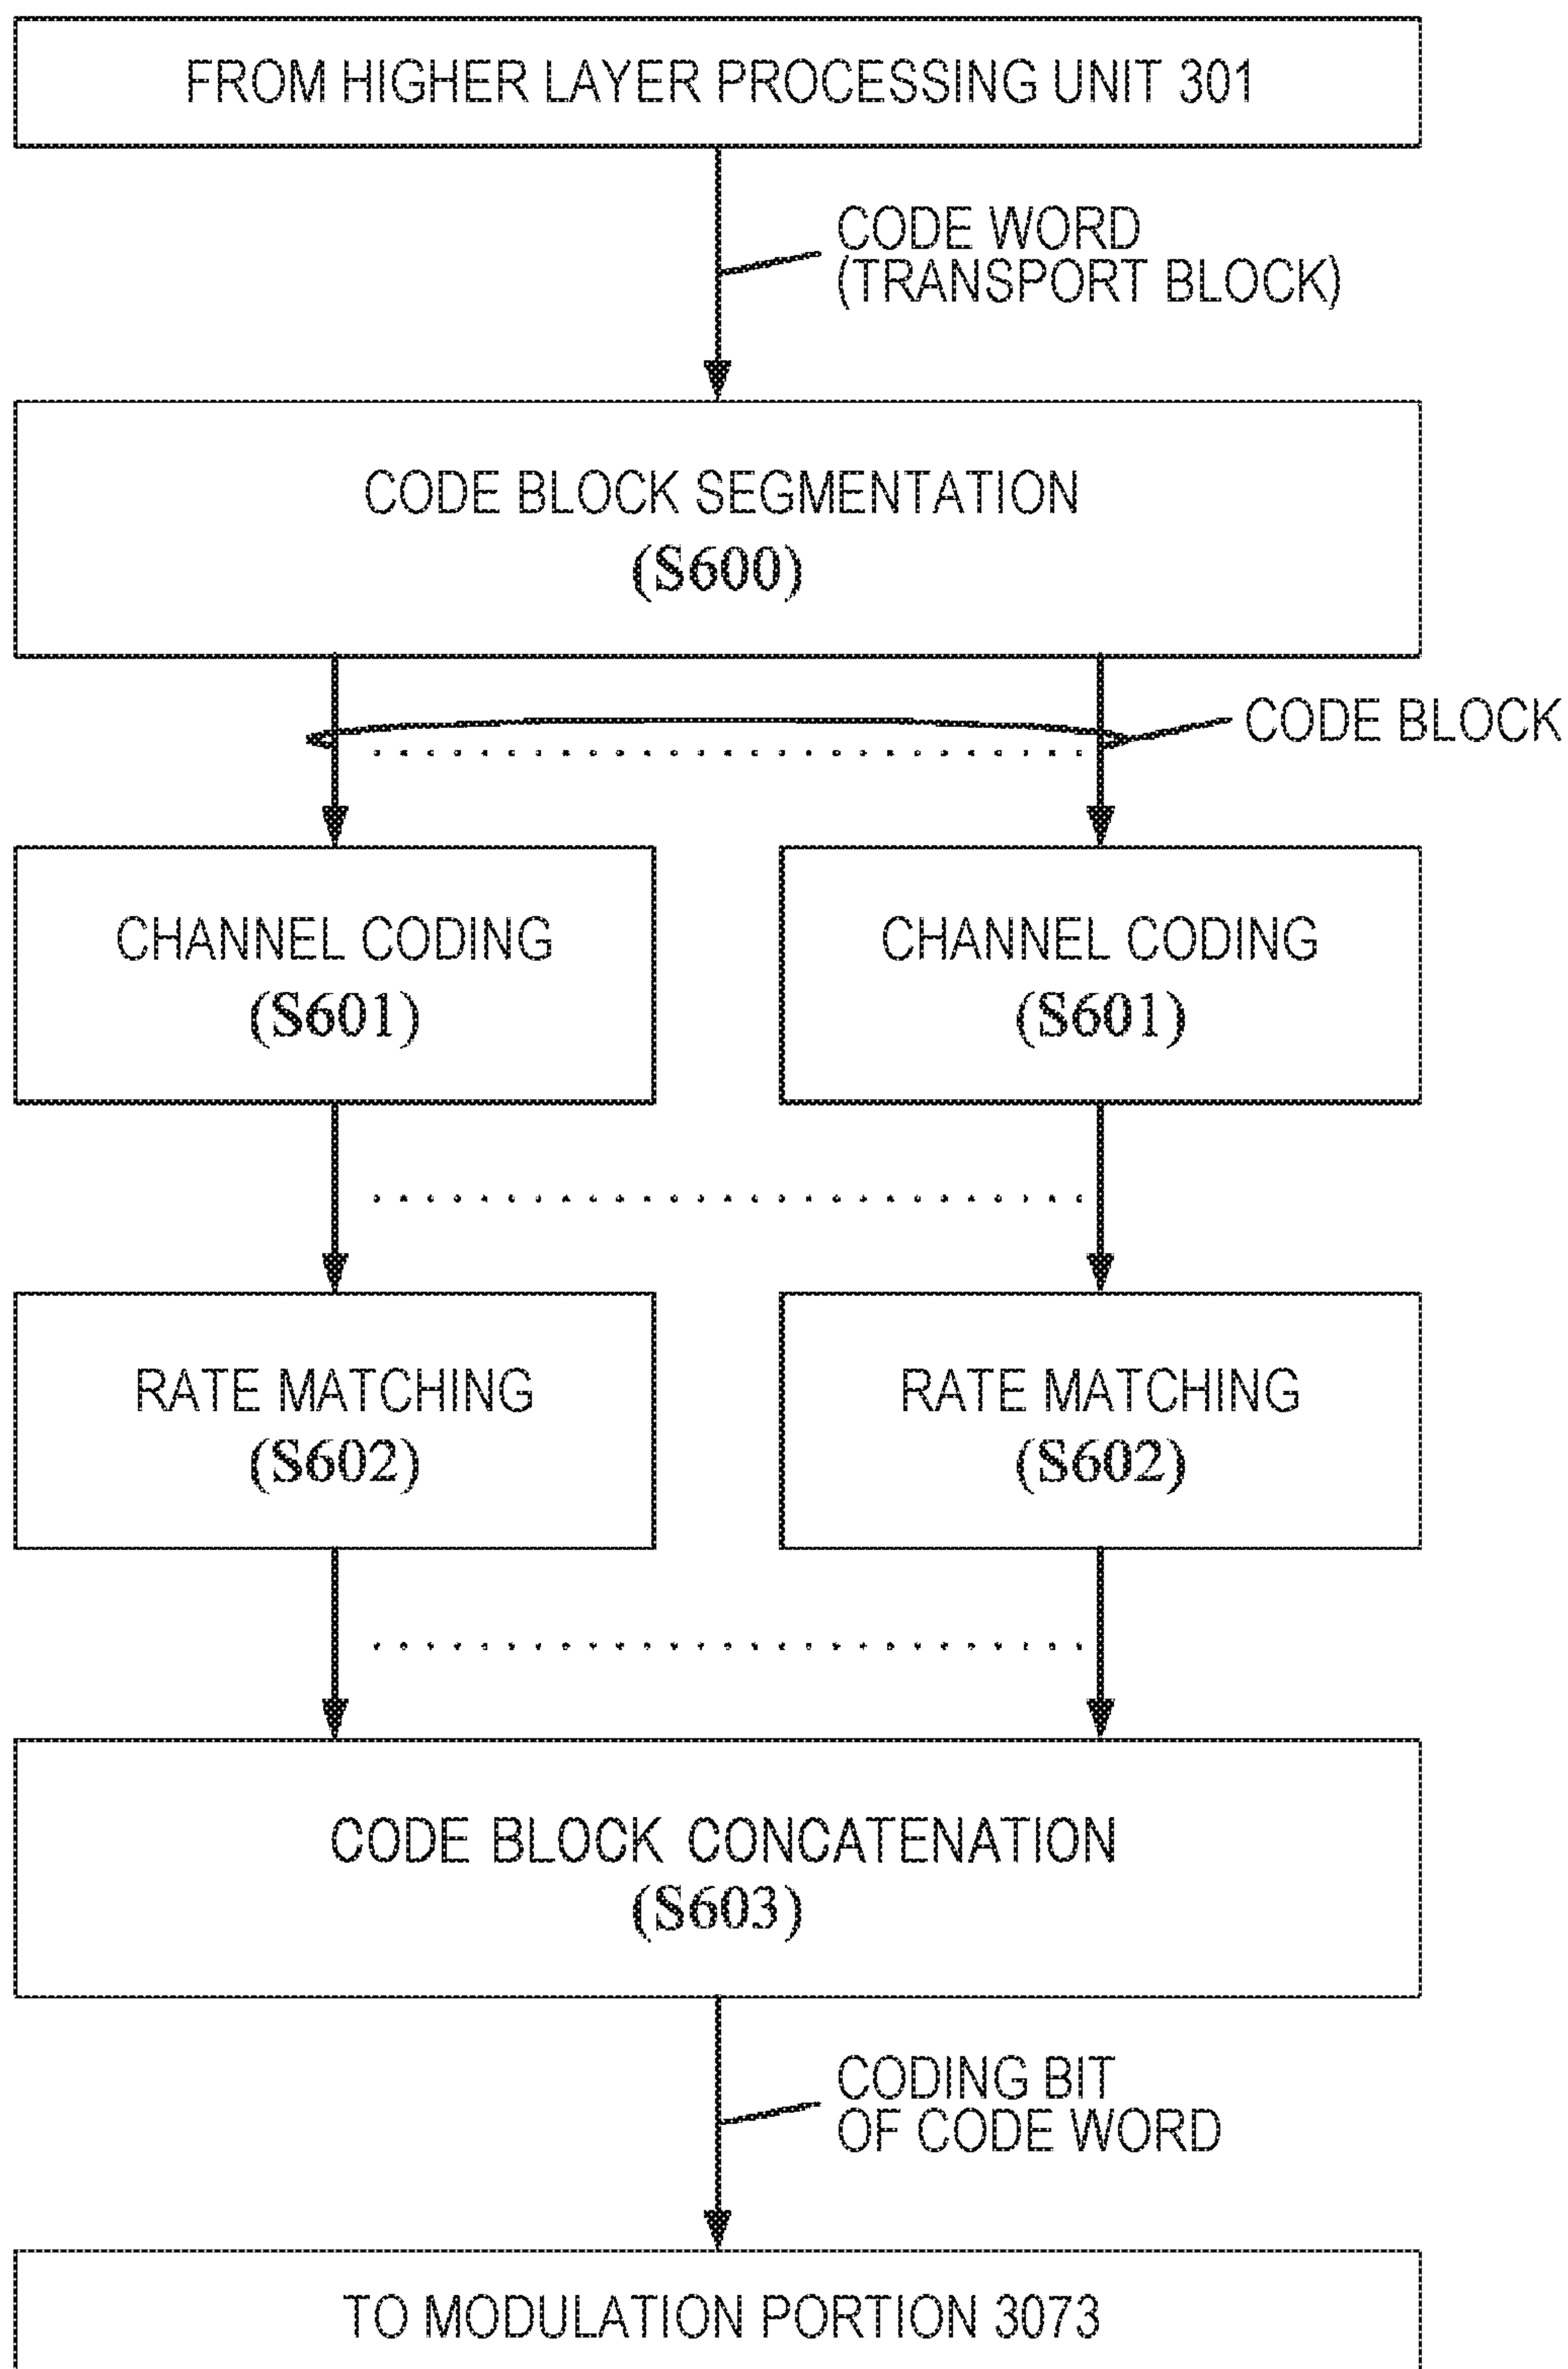 FROM HIGHER LAYER PROCESSING UNIT 301
CODE WORD
(TRANSPORT BLOCK)
CODE BLOCK SEGMENTATION
(S600)
CODE BLOCK
CHANNEL CODING
(S601)
CHANNEL CODING
(S601)
RATE MATCHING
(S602)
RATE MATCHING
(S602)
CODE BLOCK CONCATENATION
(S603)
CODING BIT
OF CODE WORD
TO MODULATION PORTION 3073